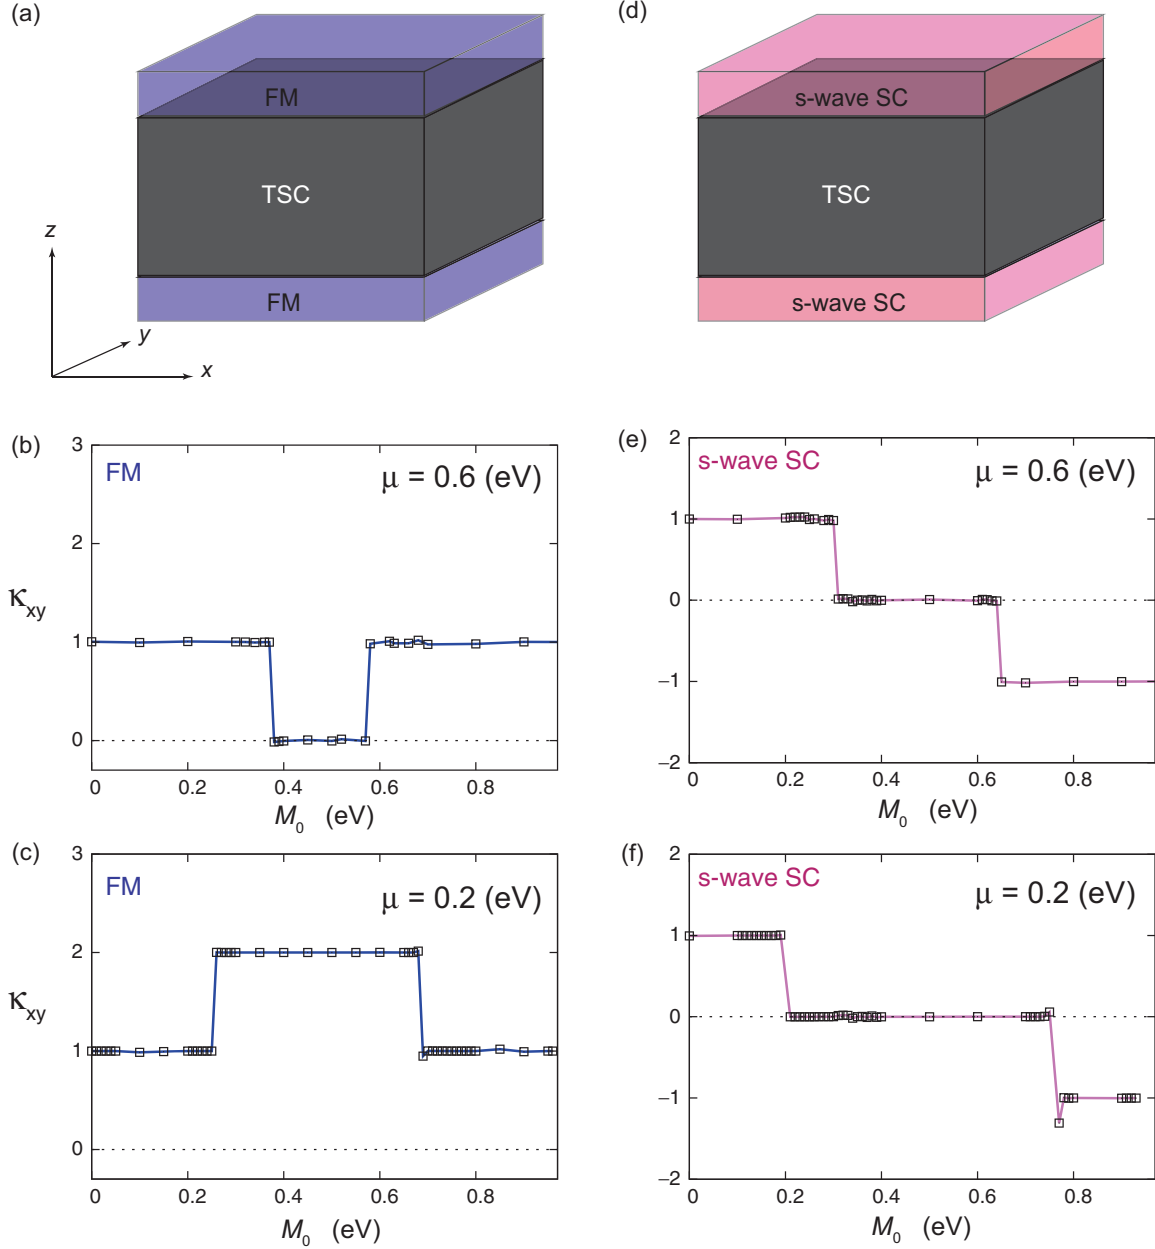 (a)
FM
TSC
FM
z
y
x
(d)
s-wave SC
TSC
s-wave SC
(b)
FM
μ = 0.6 (eV)
3
2
1
0
κxy
0 0.2 0.4 0.6 0.8
M0 (eV)
(e)
s-wave SC
μ = 0.6 (eV)
2
1
0
−1
−2
0 0.2 0.4 0.6 0.8
M0 (eV)
(c)
FM
μ = 0.2 (eV)
3
2
1
0
κxy
0 0.2 0.4 0.6 0.8
M0 (eV)
(f)
s-wave SC
μ = 0.2 (eV)
2
1
0
−1
−2
0 0.2 0.4 0.6 0.8
M0 (eV)